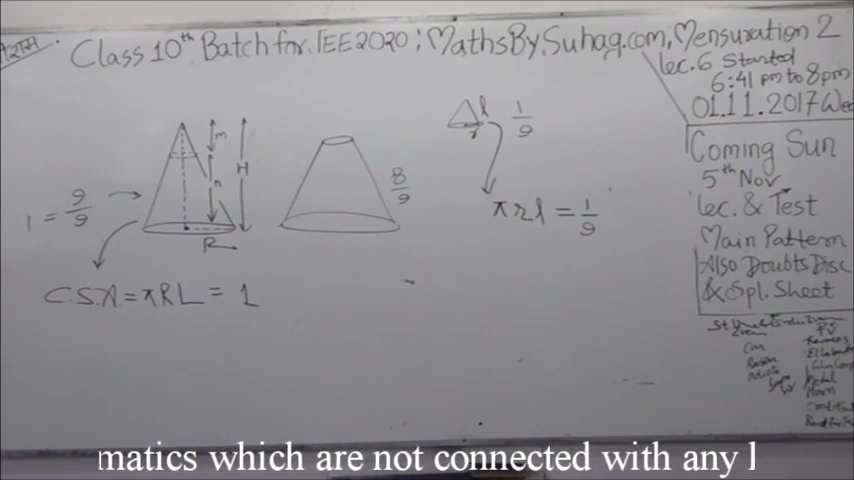 Class 10th Batch for IEE2020; MathsBySuhag.com, Mensuration 2
Lec.6 Started
6:41 pm to 8pm
01.11.2017 Wed
1/9
8/9
1 = 9/9
H
R
l
r
πrl = 1/9
C.S.A = πRL = 1
Coming Sun
5th Nov
Lec. & Test
Main Pattern
Also Doubts Disc
& Spl. Sheet
matics which are not connected with any l